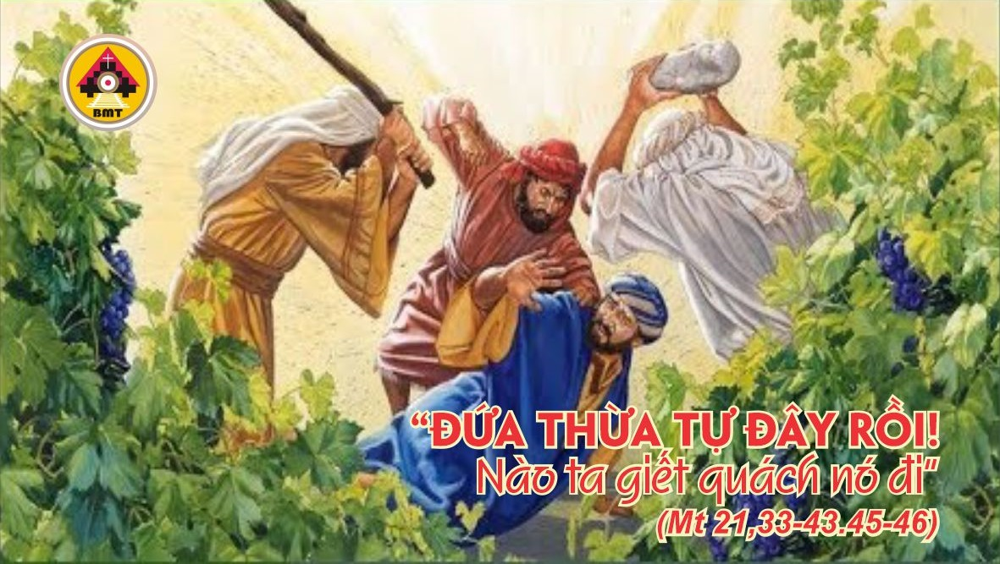 BMT
“ĐỨA THỪA TỰ ĐÂY RỒI!
Nào ta giết quách nó đi”
(Mt 21,33-43.45-46)